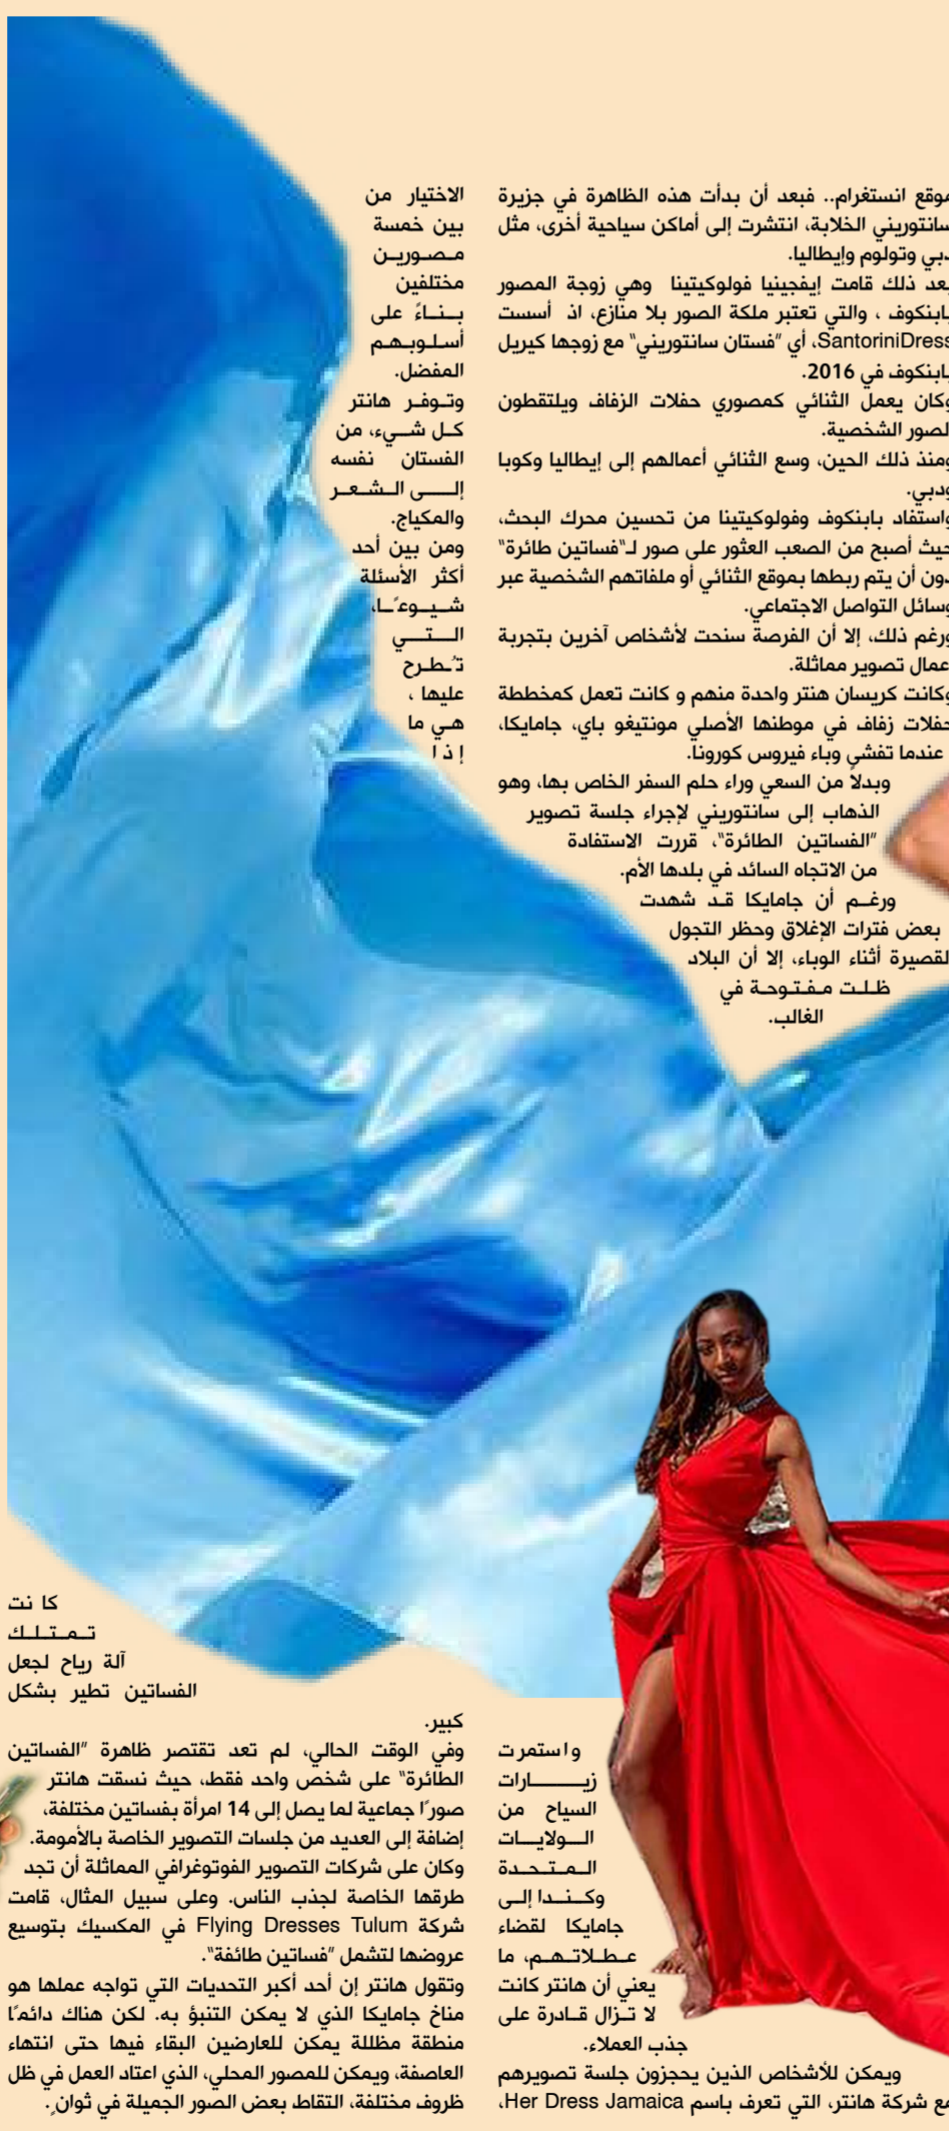 موقع انستغرام.. فبعد أن بدأت هذه الظاهرة في جزيرة
سانتوريني الخلابة، انتشرت إلى أماكن سياحية أخرى، مثل
دبي وتولوم وإيطاليا.
بعد ذلك قامت إيفجينيا فولوكيتينا وهي زوجة المصور
بابنكوف ، والتي تعتبر ملكة الصور بلا منازع، اذ أسست
SantoriniDress، أي "فستان سانتوريني" مع زوجها كيريل
بابنكوف في 2016.
وكان يعمل الثنائي كمصوري حفلات الزفاف ويلتقطون
الصور الشخصية.
ومنذ ذلك الحين، وسع الثنائي أعمالهم إلى إيطاليا وكوبا
ودبي.
واستفاد بابنكوف وفولوكيتينا من تحسين محرك البحث،
حيث أصبح من الصعب العثور على صور لـ"فساتين طائرة"
دون أن يتم ربطها بموقع الثنائي أو ملفاتهم الشخصية عبر
وسائل التواصل الاجتماعي.
ورغم ذلك، إلا أن الفرصة سنحت لأشخاص آخرين بتجربة
أعمال تصوير مماثلة.
وكانت كريسان هنتر واحدة منهم و كانت تعمل كمخططة
حفلات زفاف في موطنها الأصلي مونتيغو باي، جامايكا،
عندما تفشى وباء فيروس كورونا.
وبدلاً من السعي وراء حلم السفر الخاص بها، وهو
الذهاب إلى سانتوريني لإجراء جلسة تصوير
"الفساتين الطائرة"، قررت الاستفادة
من الاتجاه السائد في بلدها الأم.
ورغم أن جامايكا قد شهدت
بعض فترات الإغلاق وحظر التجول
القصيرة أثناء الوباء، إلا أن البلاد
ظلت مفتوحة في
الغالب.
واستمرت
زيارات
السياح من
الولايات
المتحدة
وكندا إلى
جامايكا لقضاء
عطلاتهم، ما
يعني أن هانتر كانت
لا تزال قادرة على
جذب العملاء.
ويمكن للأشخاص الذين يحجزون جلسة تصويرهم
مع شركة هانتر، التي تعرف باسم Her Dress Jamaica،
الاختيار من
بين خمسة
مصورين
مختلفين
بناءً على
أسلوبهم
المفضل.
وتوفر هانتر
كل شيء، من
الفستان نفسه
إلى الشعر
والمكياج.
ومن بين أحد
أكثر الأسئلة
شيوعًا،
التي
تُطرح
عليها ،
هي ما
إذا
كانت
تمتلك
آلة رياح لجعل
الفساتين تطير بشكل
كبير.
وفي الوقت الحالي، لم تعد تقتصر ظاهرة "الفساتين
الطائرة" على شخص واحد فقط، حيث نسقت هانتر
صورًا جماعية لما يصل إلى 14 امرأة بفساتين مختلفة،
إضافة إلى العديد من جلسات التصوير الخاصة بالأمومة.
وكان على شركات التصوير الفوتوغرافي المماثلة أن تجد
طرقها الخاصة لجذب الناس. وعلى سبيل المثال، قامت
شركة Flying Dresses Tulum في المكسيك بتوسيع
عروضها لتشمل "فساتين طائفة".
وتقول هانتر إن أحد أكبر التحديات التي تواجه عملها هو
مناخ جامايكا الذي لا يمكن التنبؤ به. لكن هناك دائمًا
منطقة مظللة يمكن للعارضين البقاء فيها حتى انتهاء
العاصفة، ويمكن للمصور المحلي، الذي اعتاد العمل في ظل
ظروف مختلفة، التقاط بعض الصور الجميلة في ثوانٍ.